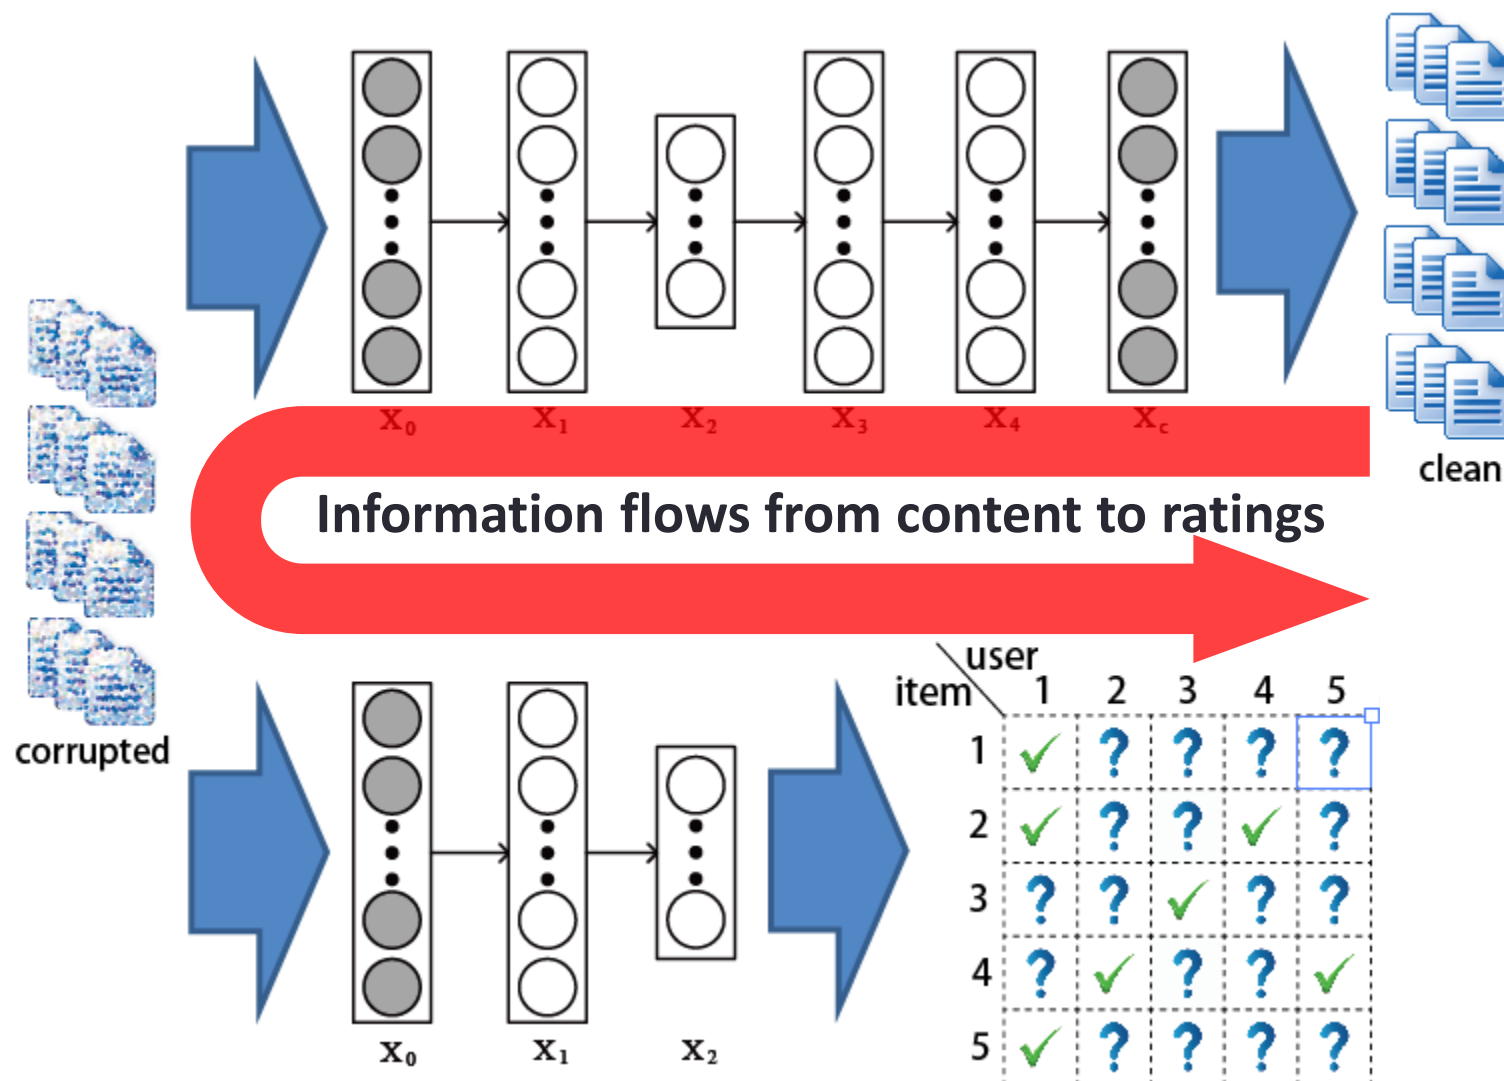 X₀ X₁ X₂ X₃ X₄ X_c
clean
Information flows from content to ratings
user
item 1 2 3 4 5
1 ✓ ? ? ? ?
corrupted
2 ✓ ? ? ✓ ?
3 ? ? ✓ ? ?
4 ? ✓ ? ? ✓
5 ✓ ? ? ? ?
X₀ X₁ X₂